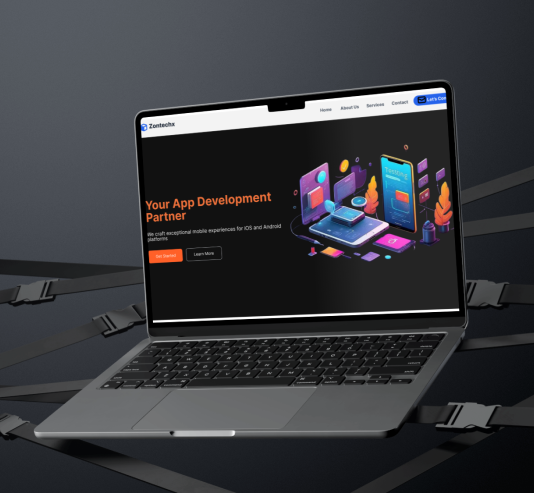 Zontechs
Home About Us Services Contact Let's Con
Your App Development
Partner
We craft exceptional mobile experiences for iOS and Android
platforms
Get Started Learn More